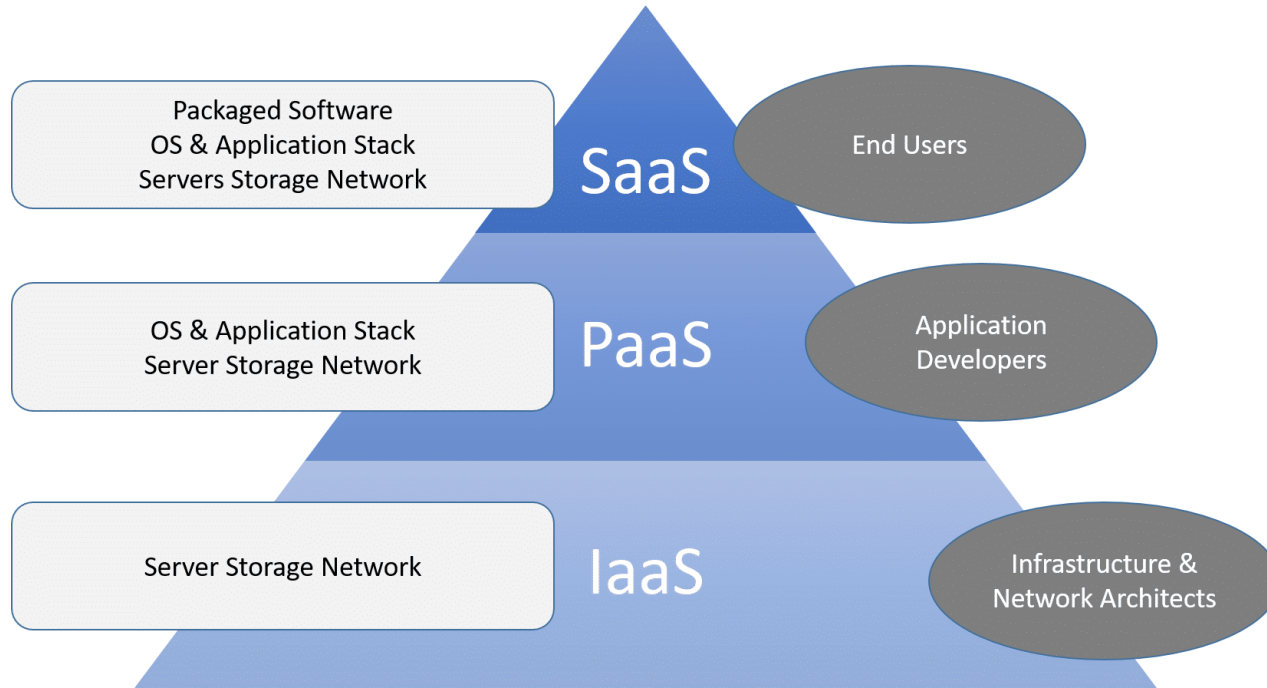 Packaged Software
OS & Application Stack
Servers Storage Network
SaaS
End Users
OS & Application Stack
Server Storage Network
PaaS
Application
Developers
Server Storage Network
IaaS
Infrastructure &
Network Architects